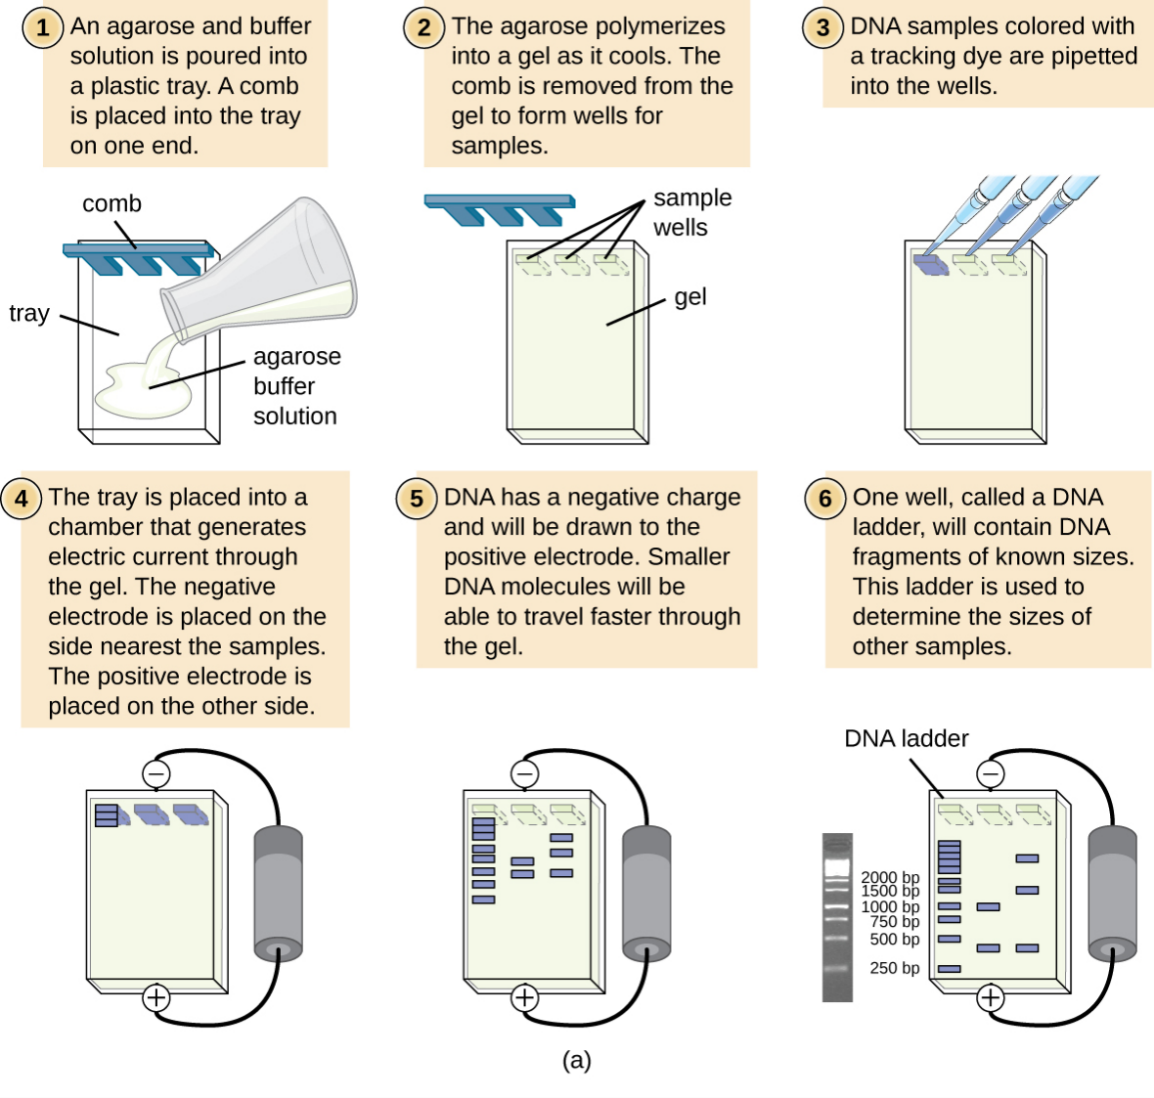 1
An agarose and buffer
solution is poured into
a plastic tray. A comb
is placed into the tray
on one end.
2
The agarose polymerizes
into a gel as it cools. The
comb is removed from the
gel to form wells for
samples.
3
DNA samples colored with
a tracking dye are pipetted
into the wells.
comb
tray
agarose
buffer
solution
sample
wells
gel
4
The tray is placed into a
chamber that generates
electric current through
the gel. The negative
electrode is placed on the
side nearest the samples.
The positive electrode is
placed on the other side.
5
DNA has a negative charge
and will be drawn to the
positive electrode. Smaller
DNA molecules will be
able to travel faster through
the gel.
6
One well, called a DNA
ladder, will contain DNA
fragments of known sizes.
This ladder is used to
determine the sizes of
other samples.
−
+
−
+
DNA ladder
−
2000 bp
1500 bp
1000 bp
750 bp
500 bp
250 bp
+
(a)